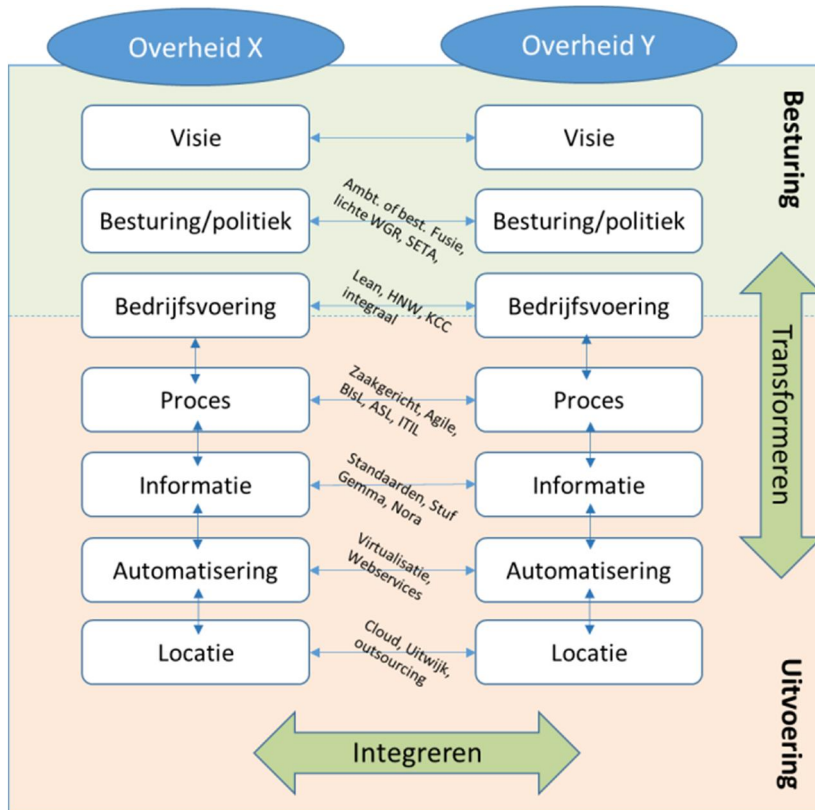 Overheid X
Overheid Y
Visie
Visie
Besturing/politiek
Ambt. of best. Fusie,
lichte WGR, SETA,
Besturing/politiek
Bedrijfsvoering
Lean, HNW, KCC
integraal
Bedrijfsvoering
Proces
Zaakgericht, Agile,
BIsL, ASL, ITIL
Proces
Informatie
Standaarden, Stuf
Gemma, Nora
Informatie
Automatisering
Virtualisatie,
Webservices
Automatisering
Locatie
Cloud, Uitwijk,
outsourcing
Locatie
Integreren
Besturing
Transformeren
Uitvoering